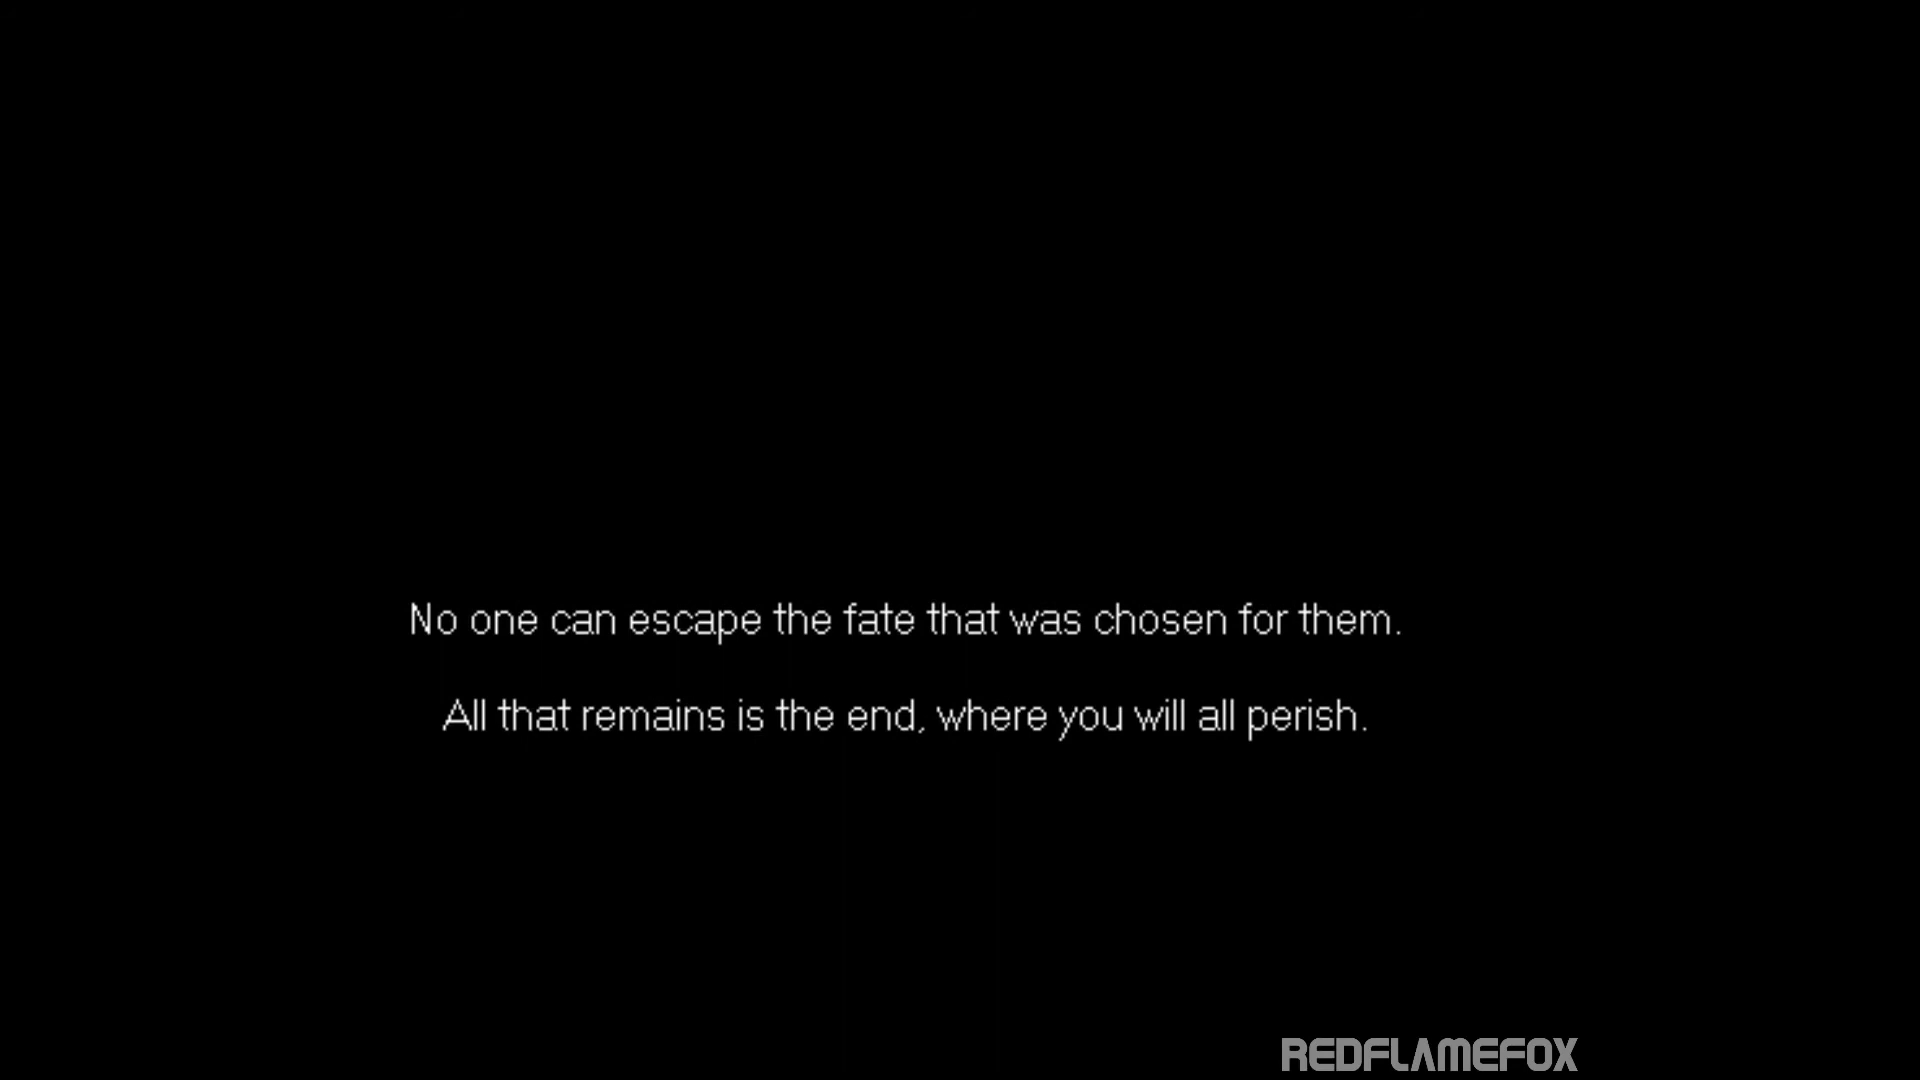 No one can escape the fate that was chosen for them.
All that remains is the end, where you will all perish.
REDFLAMEFOX